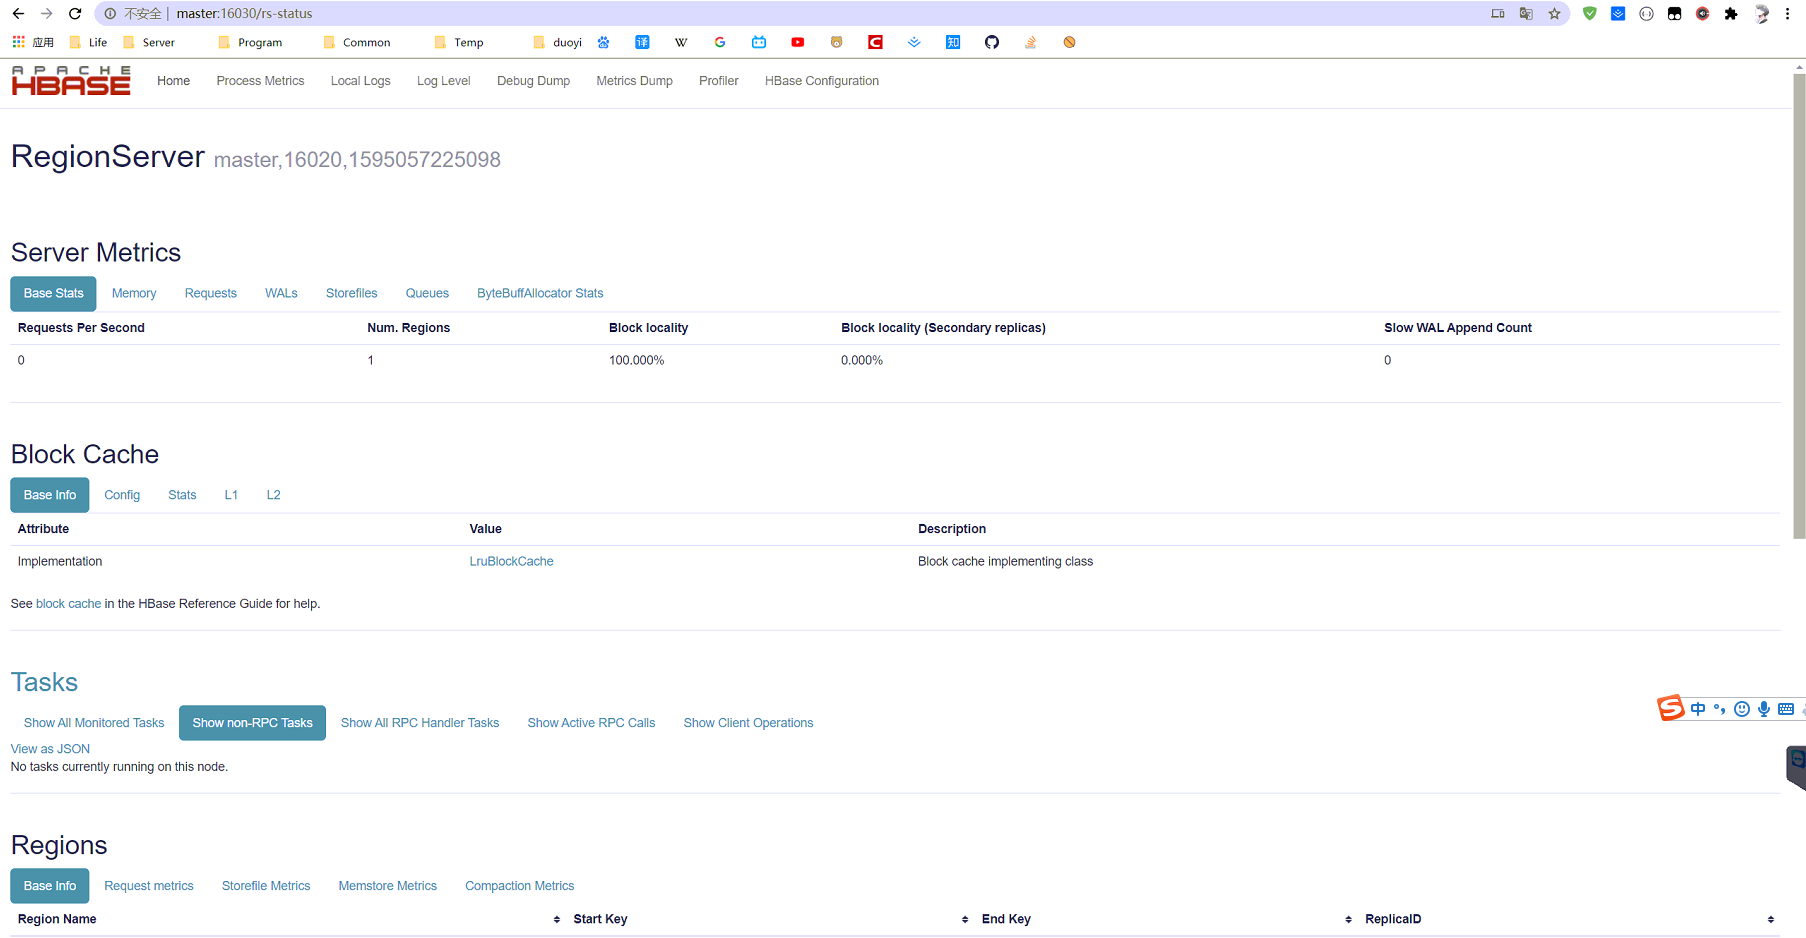 不安全 | master:16030/rs-status
应用 Life Server Program Common Temp duoyi 译 W G C 知
APACHE
HBASE
Home Process Metrics Local Logs Log Level Debug Dump Metrics Dump Profiler HBase Configuration
RegionServer master,16020,1595057225098
Server Metrics
Base Stats Memory Requests WALs Storefiles Queues ByteBuffAllocator Stats
Requests Per Second Num. Regions Block locality Block locality (Secondary replicas) Slow WAL Append Count
0 1 100.000% 0.000% 0
Block Cache
Base Info Config Stats L1 L2
Attribute Value Description
Implementation LruBlockCache Block cache implementing class
See block cache in the HBase Reference Guide for help.
Tasks
Show All Monitored Tasks Show non-RPC Tasks Show All RPC Handler Tasks Show Active RPC Calls Show Client Operations
S 中
View as JSON
No tasks currently running on this node.
Regions
Base Info Request metrics Storefile Metrics Memstore Metrics Compaction Metrics
Region Name Start Key End Key ReplicaID